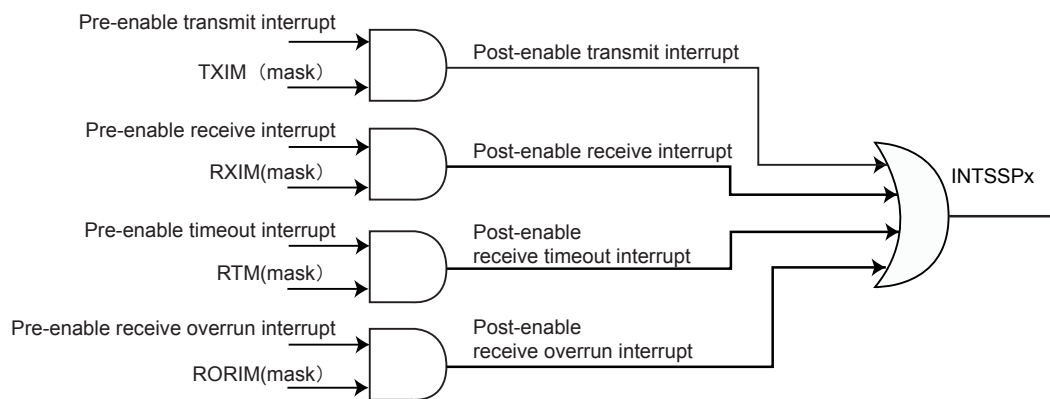 Pre-enable transmit interrupt
TXIM（mask）
Post-enable transmit interrupt
Pre-enable receive interrupt
RXIM(mask）
Post-enable receive interrupt
INTSSPx
Pre-enable timeout interrupt
RTM(mask）
Post-enable
receive timeout interrupt
Pre-enable receive overrun interrupt
RORIM(mask）
Post-enable
receive overrun interrupt